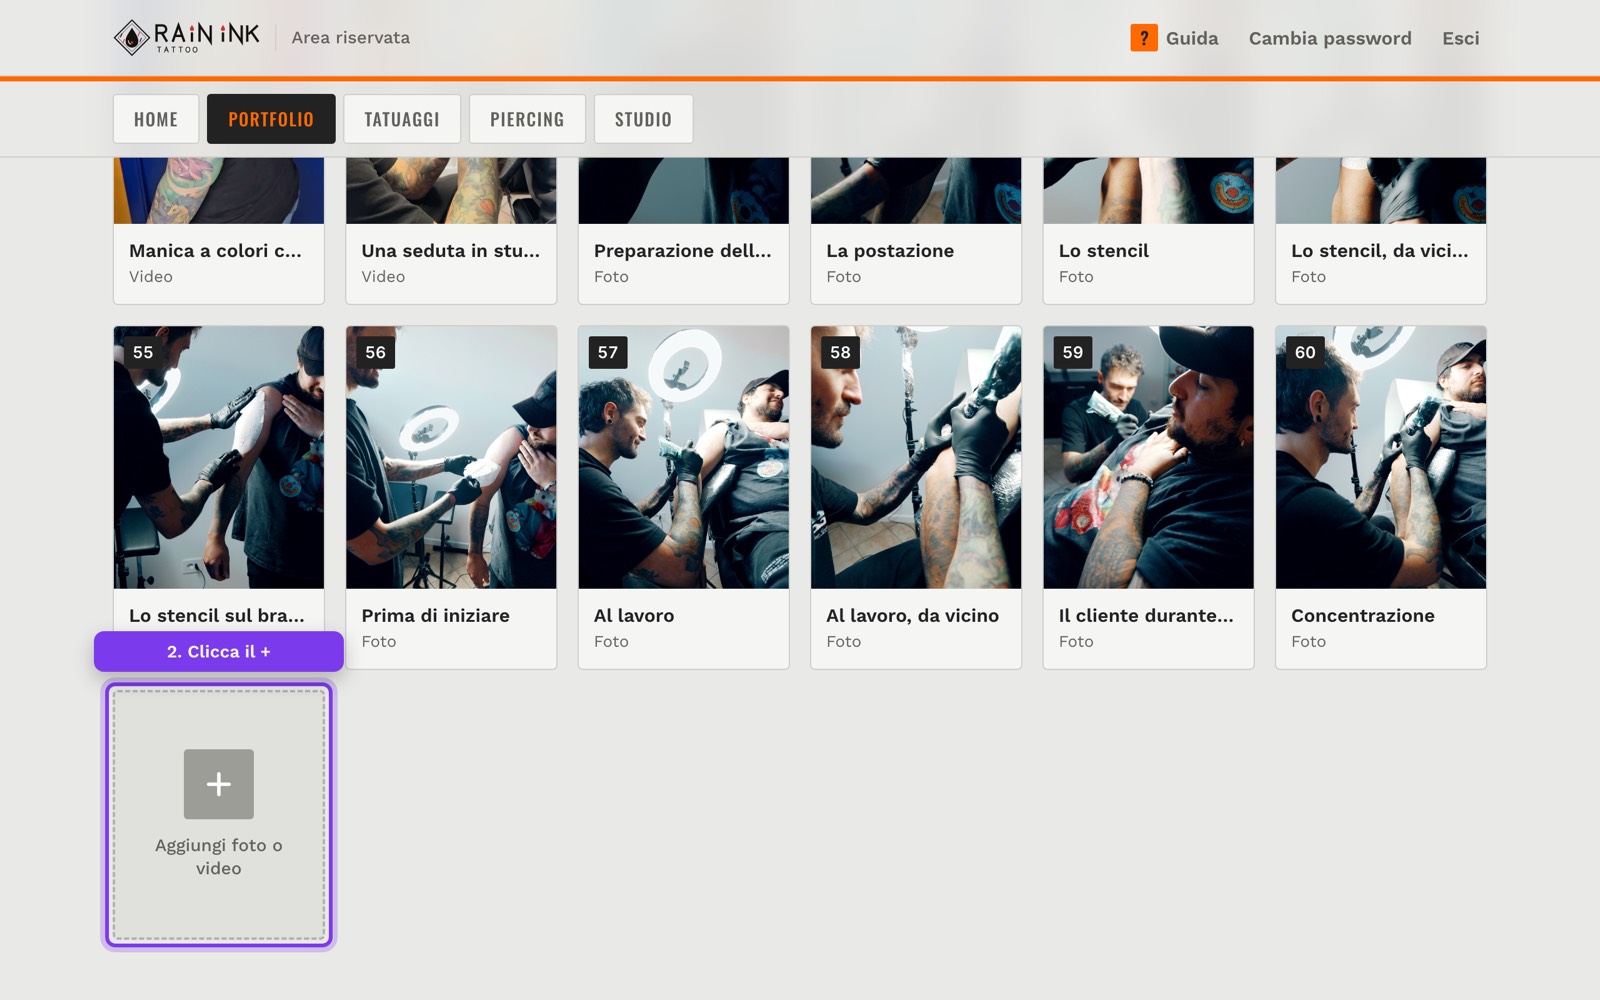 RAIN INK
TATTOO
Area riservata
? Guida
Cambia password
Esci
HOME
PORTFOLIO
TATUAGGI
PIERCING
STUDIO
Manica a colori c...
Video
Una seduta in stu...
Video
Preparazione dell...
Foto
La postazione
Foto
Lo stencil
Foto
Lo stencil, da vici...
Foto
55
56
57
58
59
60
Lo stencil sul bra...
Prima di iniziare
Foto
Al lavoro
Foto
Al lavoro, da vicino
Foto
Il cliente durante...
Foto
Concentrazione
Foto
2. Clicca il +
+
Aggiungi foto o
video